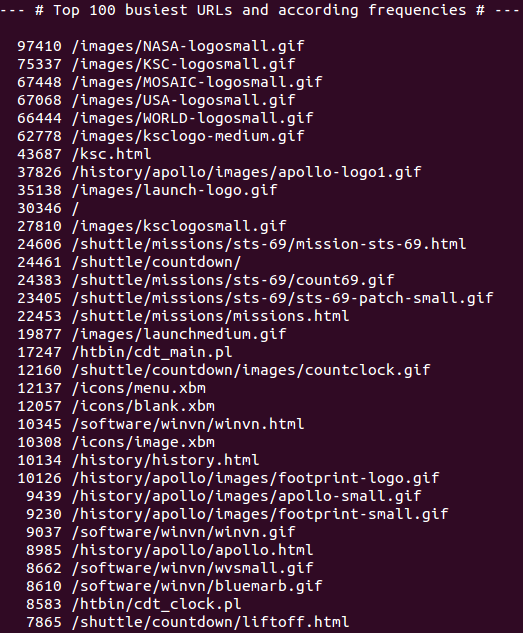 --- # Top 100 busiest URLs and according frequencies # ---
97410 /images/NASA-logosmall.gif
75337 /images/KSC-logosmall.gif
67448 /images/MOSAIC-logosmall.gif
67068 /images/USA-logosmall.gif
66444 /images/WORLD-logosmall.gif
62778 /images/ksclogo-medium.gif
43687 /ksc.html
37826 /history/apollo/images/apollo-logo1.gif
35138 /images/launch-logo.gif
30346 /
27810 /images/ksclogosmall.gif
24606 /shuttle/missions/sts-69/mission-sts-69.html
24461 /shuttle/countdown/
24383 /shuttle/missions/sts-69/count69.gif
23405 /shuttle/missions/sts-69/sts-69-patch-small.gif
22453 /shuttle/missions/missions.html
19877 /images/launchmedium.gif
17247 /htbin/cdt_main.pl
12160 /shuttle/countdown/images/countclock.gif
12137 /icons/menu.xbm
12057 /icons/blank.xbm
10345 /software/winvn/winvn.html
10308 /icons/image.xbm
10134 /history/history.html
10126 /history/apollo/images/footprint-logo.gif
9439 /history/apollo/images/apollo-small.gif
9230 /history/apollo/images/footprint-small.gif
9037 /software/winvn/winvn.gif
8985 /history/apollo/apollo.html
8662 /software/winvn/wvsmall.gif
8610 /software/winvn/bluemarb.gif
8583 /htbin/cdt_clock.pl
7865 /shuttle/countdown/liftoff.html